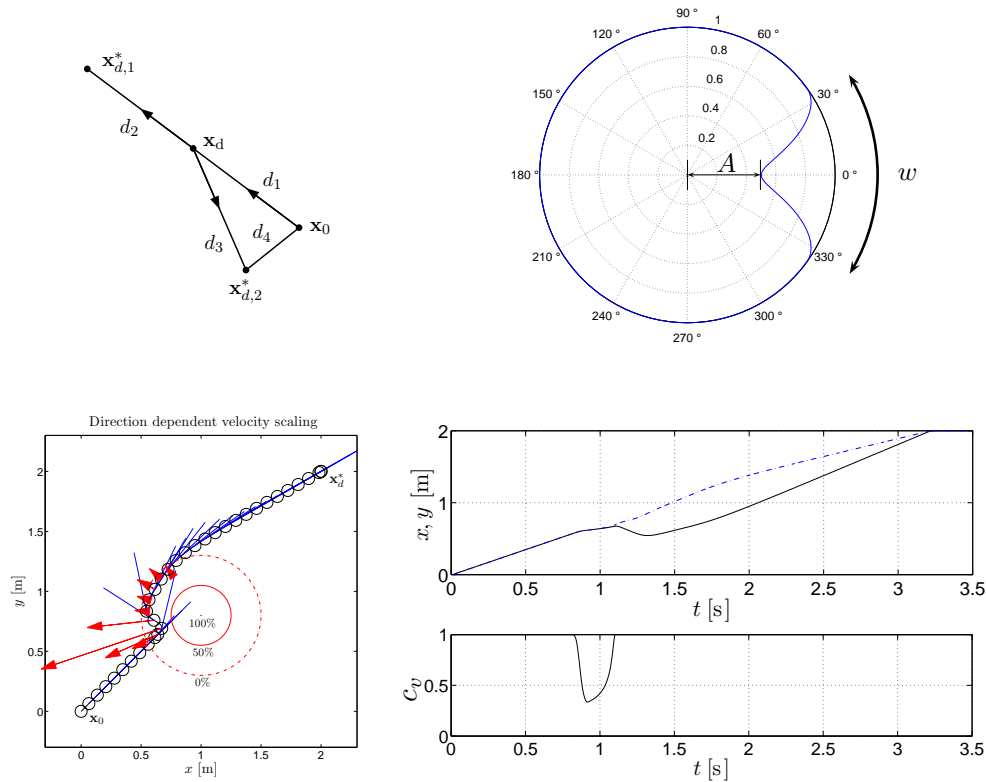 x*d,1
d2
xd
d1
x0
d3
d4
x*d,2
90 °
1
120 °
60 °
0.8
0.6
150 °
30 °
0.4
0.2
A
180 °
0 °
w
210 °
330 °
240 °
300 °
270 °
Direction dependent velocity scaling
2
1.5
1
0.5
0
y [m]
x*d
100%
50%
0%
x0
0 0.5 1 1.5 2
x [m]
2
1
0
x, y [m]
0 0.5 1 1.5 2 2.5 3 3.5
t [s]
1
0.5
0
cv
0 0.5 1 1.5 2 2.5 3 3.5
t [s]